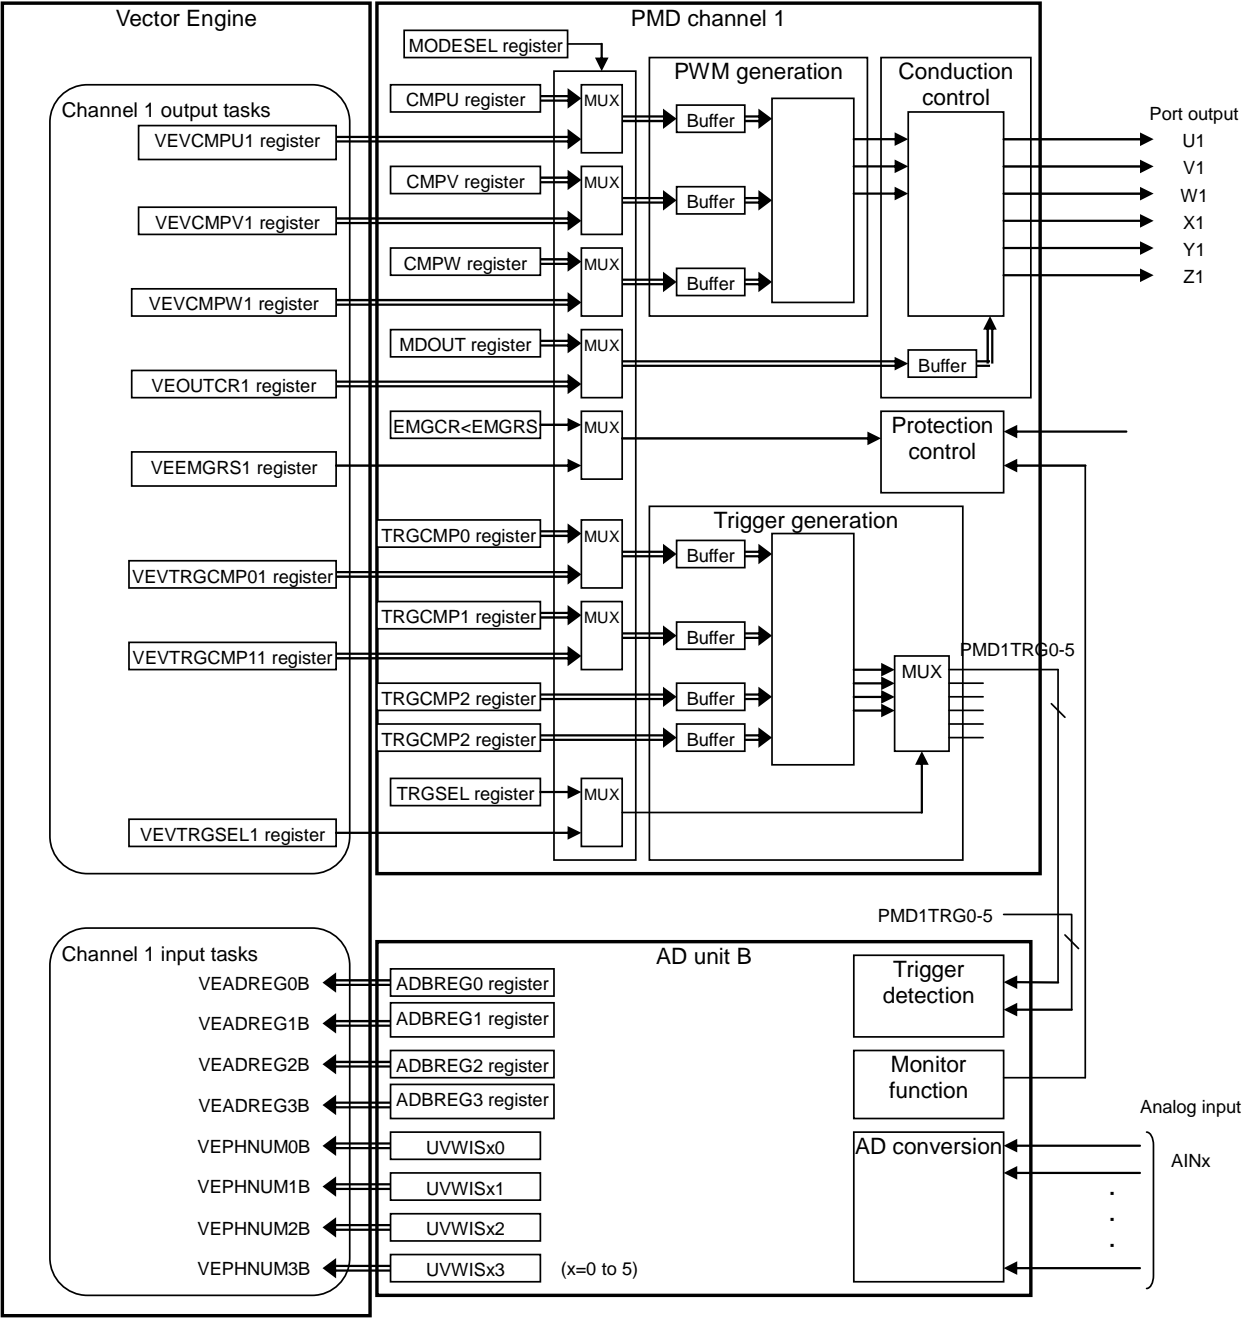 Vector Engine
PMD channel 1
MODESEL register
PWM generation
Conduction
control
Port output
Channel 1 output tasks
CMPU register
MUX
Buffer
VEVCMPU1 register
U1
V1
W1
X1
Y1
Z1
CMPV register
MUX
Buffer
VEVCMPV1 register
CMPW register
MUX
Buffer
VEVCMPW1 register
MDOUT register
MUX
Buffer
VEOUTCR1 register
EMGCR<EMGRS
MUX
Protection
control
VEEMGRS1 register
Trigger generation
TRGCMP0 register
MUX
Buffer
VEVTRGCMP01 register
TRGCMP1 register
MUX
Buffer
VEVTRGCMP11 register
PMD1TRG0-5
MUX
TRGCMP2 register
Buffer
TRGCMP2 register
Buffer
TRGSEL register
MUX
VEVTRGSEL1 register
PMD1TRG0-5
Channel 1 input tasks
AD unit B
Trigger
detection
VEADREG0B
ADBREG0 register
VEADREG1B
ADBREG1 register
VEADREG2B
ADBREG2 register
Monitor
function
VEADREG3B
ADBREG3 register
Analog input
VEPHNUM0B
UVWISx0
AD conversion
AINx
VEPHNUM1B
UVWISx1
VEPHNUM2B
UVWISx2
VEPHNUM3B
UVWISx3
(x=0 to 5)